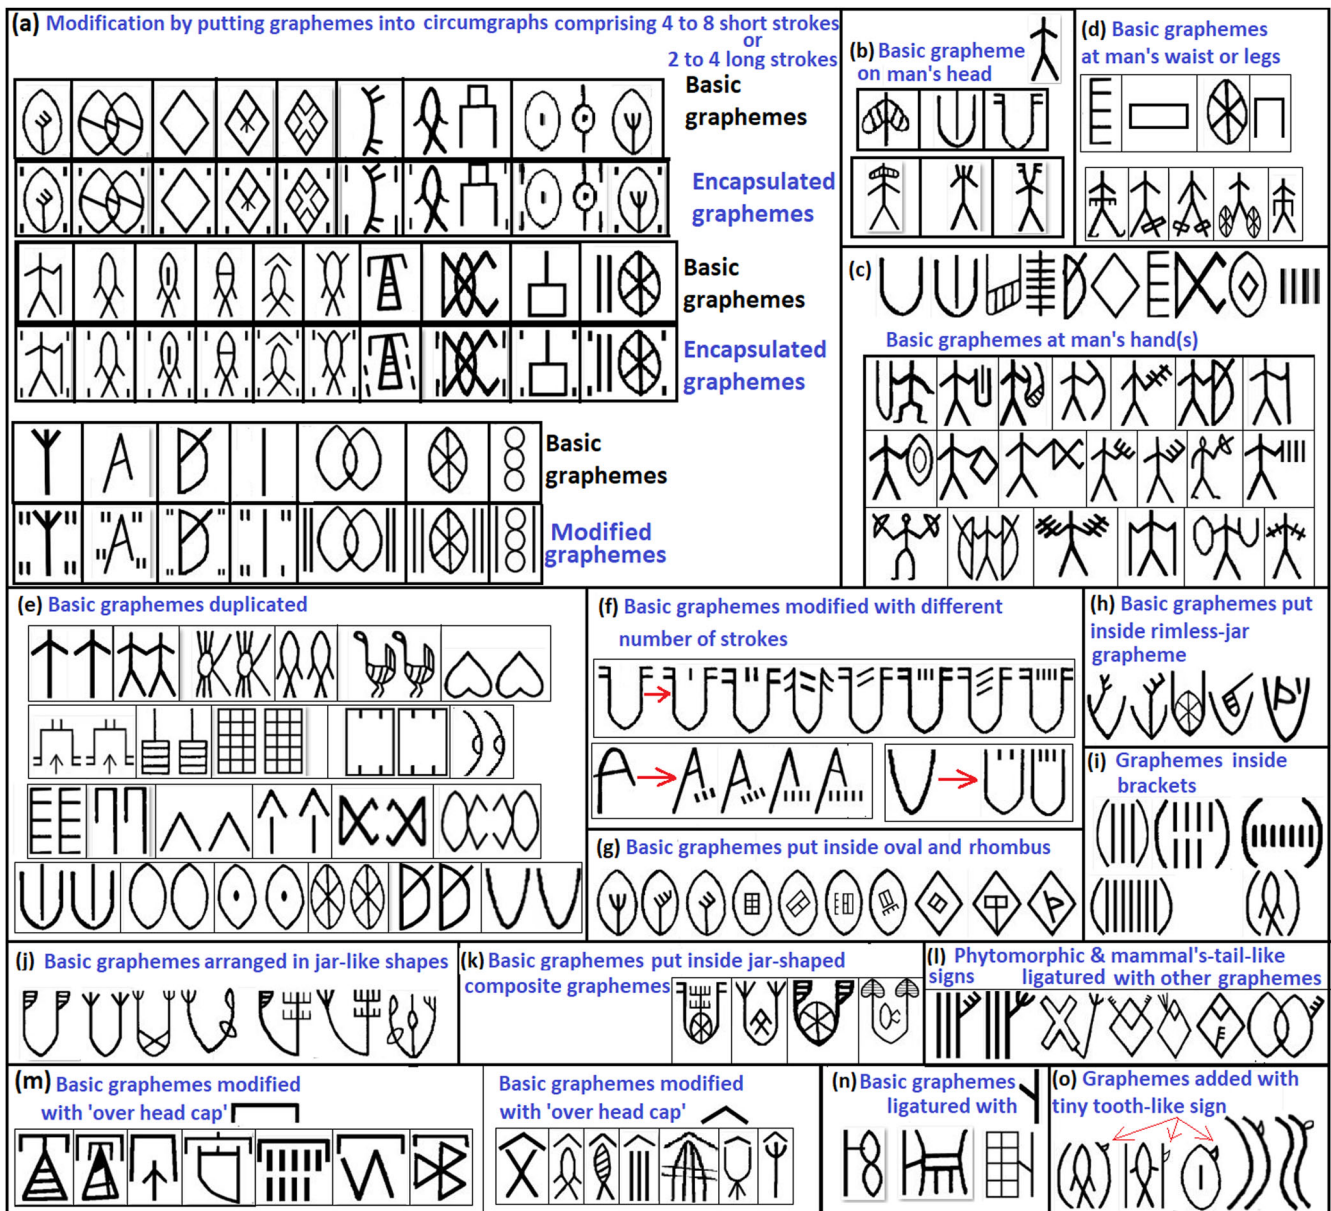 (a) Modification by putting graphemes into circumgraphs comprising 4 to 8 short strokes
or
2 to 4 long strokes
Basic
graphemes
Encapsulated
graphemes
Basic
graphemes
Encapsulated
graphemes
Basic
graphemes
Modified
graphemes
(b) Basic grapheme
on man's head
(d) Basic graphemes
at man's waist or legs
(c)
Basic graphemes at man's hand(s)
(e) Basic graphemes duplicated
(f) Basic graphemes modified with different
number of strokes
(g) Basic graphemes put inside oval and rhombus
(h) Basic graphemes put
inside rimless-jar
grapheme
(i) Graphemes inside
brackets
(j) Basic graphemes arranged in jar-like shapes
(k) Basic graphemes put inside jar-shaped
composite graphemes
(l) Phytomorphic & mammal's-tail-like
signs ligatured with other graphemes
(m) Basic graphemes modified
with 'over head cap'
Basic graphemes modified
with 'over head cap'
(n) Basic graphemes
ligatured with
(o) Graphemes added with
tiny tooth-like sign